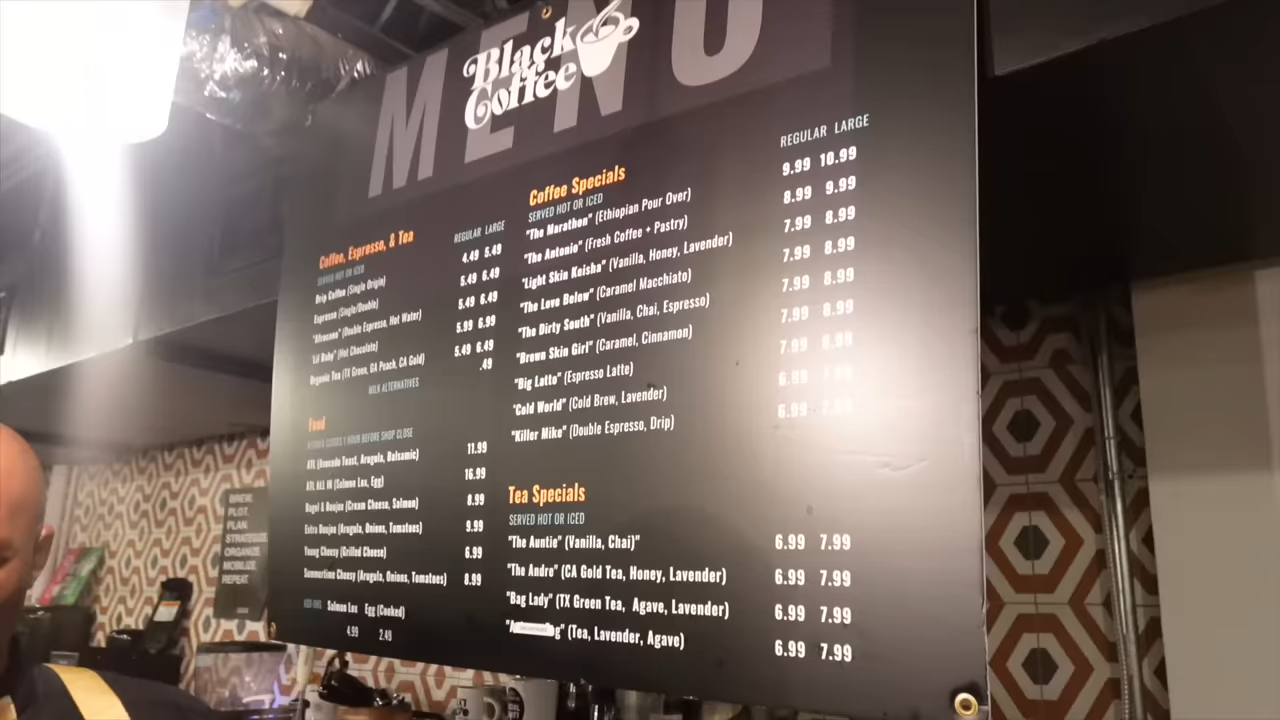 MENU
Black
Coffee
Coffee, Espresso, & Tea
REGULAR LARGE
SERVED HOT OR ICED
Drip Coffee (Single Origin) 4.49 5.49
Espresso (Single/Double) 5.49 6.49
"Africano" (Double Espresso, Hot Water) 5.49 6.49
"Lil Baby" (Hot Chocolate) 5.99 6.99
Organic Tea (TX Green, GA Peach, CA Gold) 5.49 6.49
MILK ALTERNATIVES .49
Food
KITCHEN CLOSES 1 HOUR BEFORE SHOP CLOSE
ATL (Avocado Toast, Arugula, Balsamic) 11.99
ATL ALL IN (Salmon Lox, Egg) 16.99
Bagel & Boujee (Cream Cheese, Salmon) 8.99
Extra Boujee (Arugula, Onions, Tomatoes) 9.99
Young Cheesy (Grilled Cheese) 6.99
Summertime Cheesy (Arugula, Onions, Tomatoes) 8.99
ADD-ONS Salmon Lox Egg (Cooked)
4.99 2.49
Coffee Specials
REGULAR LARGE
SERVED HOT OR ICED
"The Marathon" (Ethiopian Pour Over) 9.99 10.99
"The Antonio" (Fresh Coffee + Pastry) 8.99 9.99
"Light Skin Keisha" (Vanilla, Honey, Lavender) 7.99 8.99
"The Love Below" (Caramel Macchiato) 7.99 8.99
"The Dirty South" (Vanilla, Chai, Espresso) 7.99 8.99
"Brown Skin Girl" (Caramel, Cinnamon) 7.99 8.99
"Big Latto" (Espresso Latte) 7.99 8.99
"Cold World" (Cold Brew, Lavender) 6.99
"Killer Mike" (Double Espresso, Drip) 6.99
Tea Specials
SERVED HOT OR ICED
"The Auntie" (Vanilla, Chai)" 6.99 7.99
"The Andre" (CA Gold Tea, Honey, Lavender) 6.99 7.99
"Bag Lady" (TX Green Tea, Agave, Lavender) 6.99 7.99
(Tea, Lavender, Agave) 6.99 7.99
BREW.
PLOT.
PLAN.
STRATEGIZE
ORGANIZE
MOBILIZE
REPEAT.